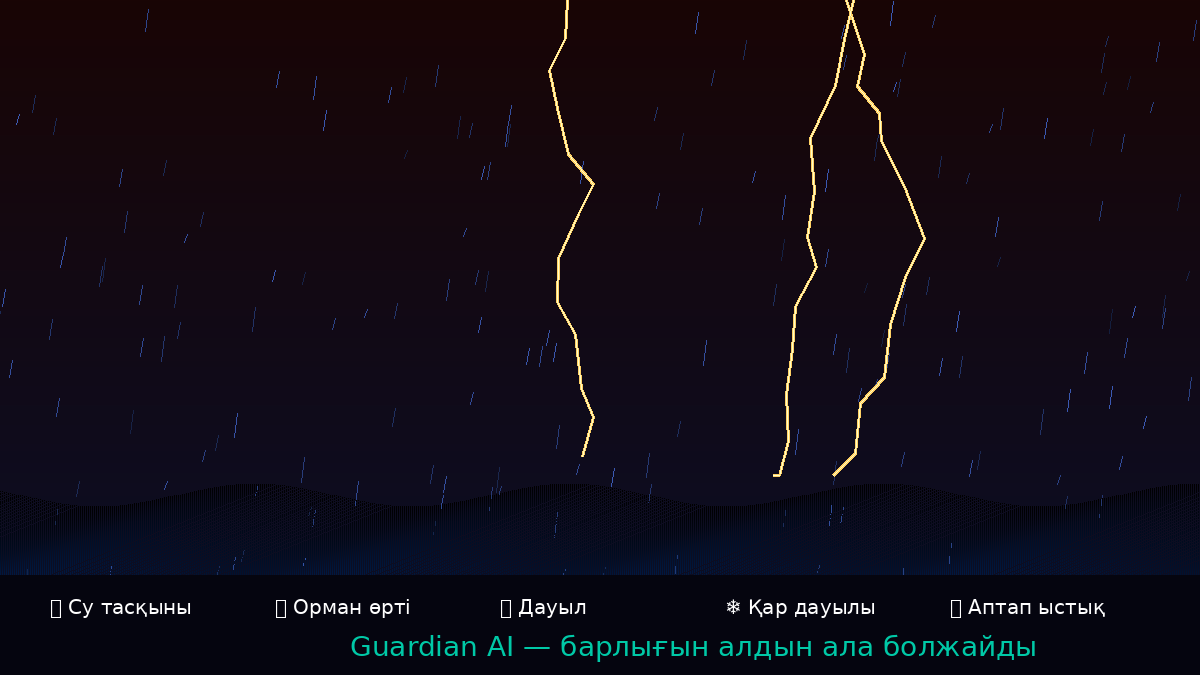 Су тасқыны Орман өрті Дауыл ❄ Қар дауылы Аптап ыстық
Guardian AI — барлығын алдын ала болжайды